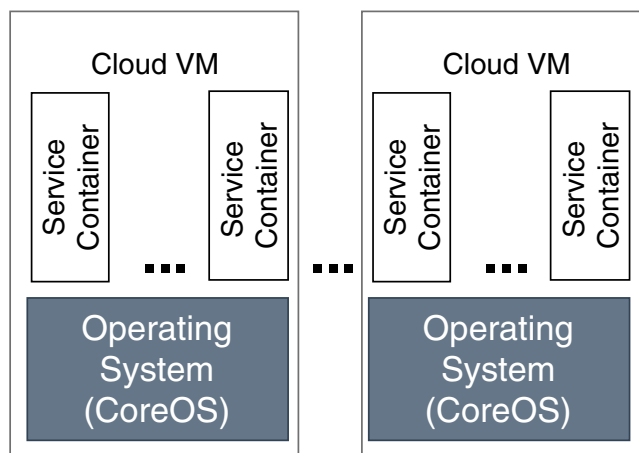 Cloud VM
Service
Container
Service
Container
Operating
System
(CoreOS)
Cloud VM
Service
Container
Service
Container
Operating
System
(CoreOS)